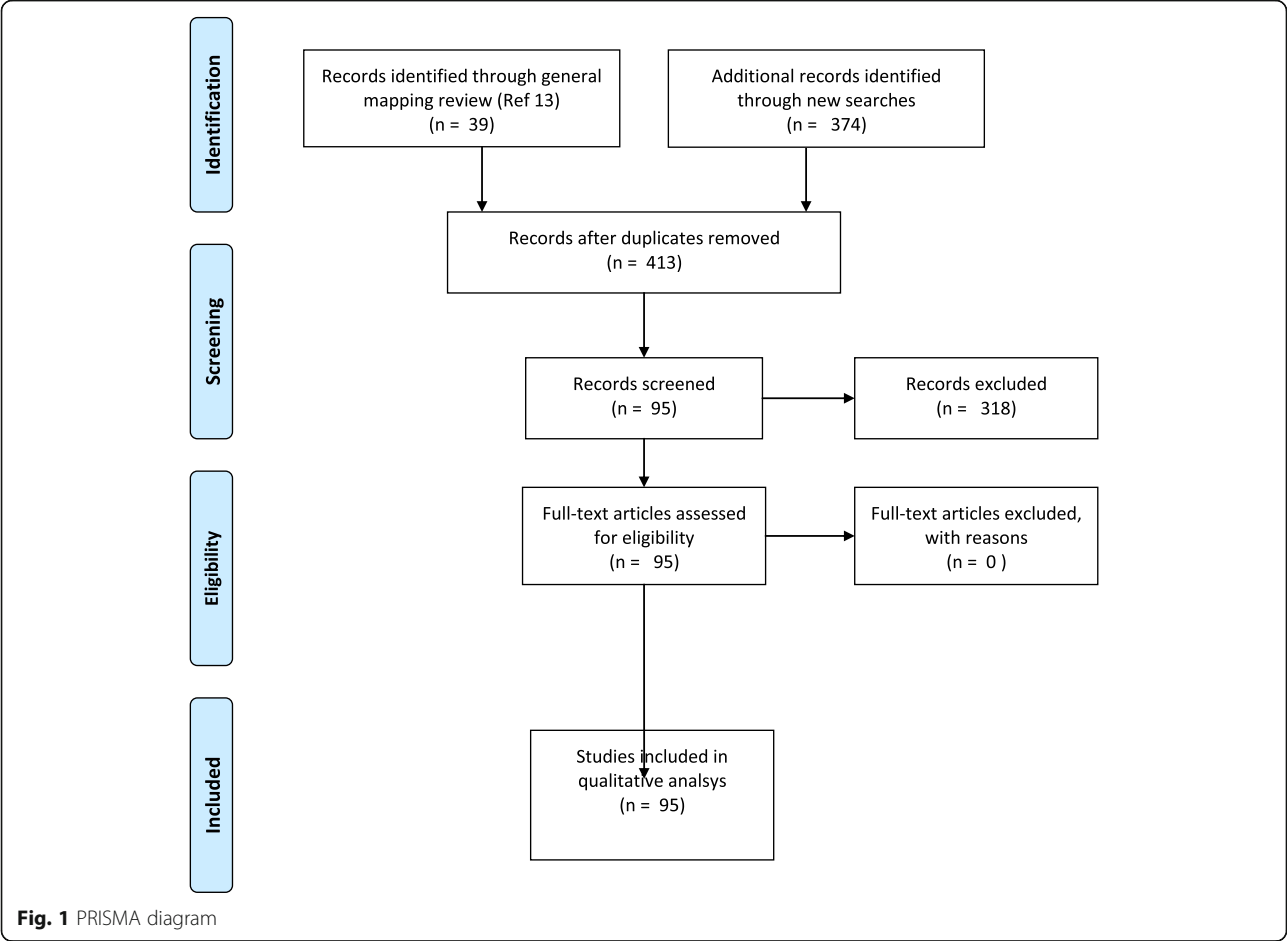 Identification
Records identified through general
mapping review (Ref 13)
(n = 39)
Additional records identified
through new searches
(n = 374)
Records after duplicates removed
(n = 413)
Screening
Records screened
(n = 95)
Records excluded
(n = 318)
Eligibility
Full-text articles assessed
for eligibility
(n = 95)
Full-text articles excluded,
with reasons
(n = 0 )
Included
Studies included in
qualitative analsys
(n = 95)
Fig. 1 PRISMA diagram